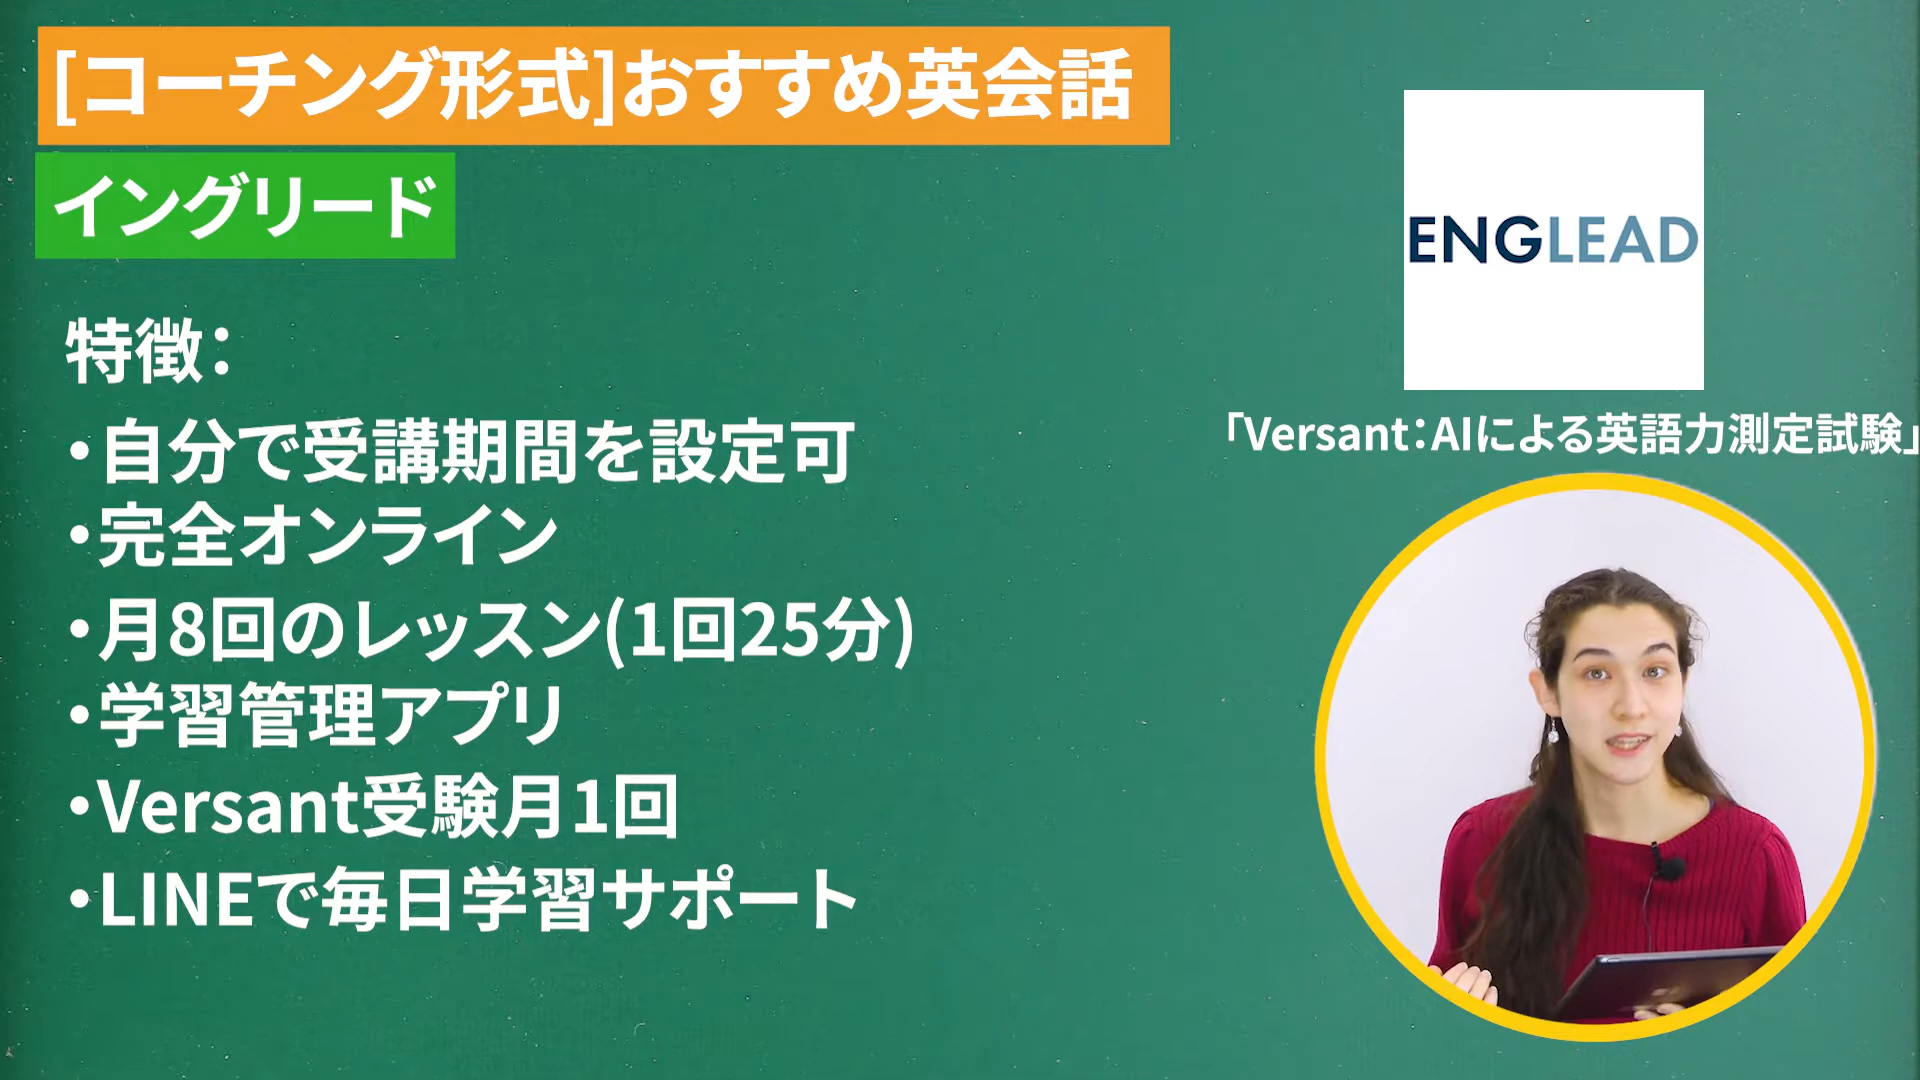 [コーチング形式]おすすめ英会話
イングリード
ENGLEAD
特徴：
・自分で受講期間を設定可
・完全オンライン
・月8回のレッスン(1回25分)
・学習管理アプリ
・Versant受験月1回
・LINEで毎日学習サポート
「Versant：AIによる英語力測定試験」